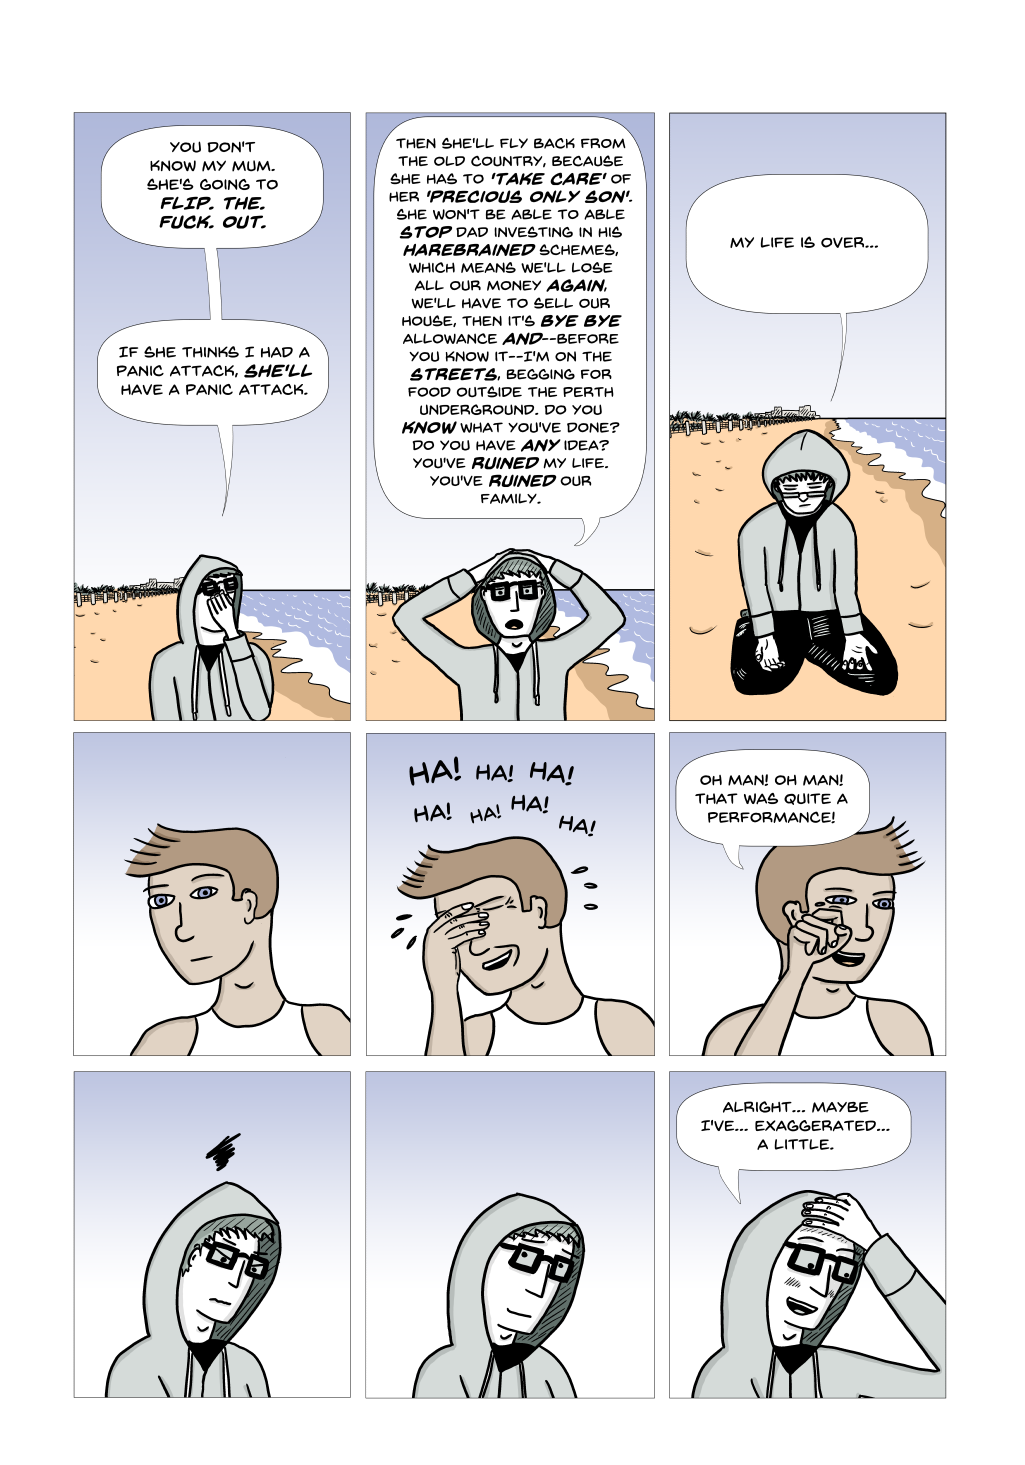 YOU DON'T
KNOW MY MUM.
SHE'S GOING TO
FLIP. THE.
FUCK. OUT.
IF SHE THINKS I HAD A
PANIC ATTACK, SHE'LL
HAVE A PANIC ATTACK.
THEN SHE'LL FLY BACK FROM
THE OLD COUNTRY, BECAUSE
SHE HAS TO 'TAKE CARE' OF
HER 'PRECIOUS ONLY SON'.
SHE WON'T BE ABLE TO ABLE
STOP DAD INVESTING IN HIS
HAREBRAINED SCHEMES,
WHICH MEANS WE'LL LOSE
ALL OUR MONEY AGAIN,
WE'LL HAVE TO SELL OUR
HOUSE, THEN IT'S BYE BYE
ALLOWANCE AND--BEFORE
YOU KNOW IT--I'M ON THE
STREETS, BEGGING FOR
FOOD OUTSIDE THE PERTH
UNDERGROUND. DO YOU
KNOW WHAT YOU'VE DONE?
DO YOU HAVE ANY IDEA?
YOU'VE RUINED MY LIFE.
YOU'VE RUINED OUR
FAMILY.
MY LIFE IS OVER...
HA! HA! HA!
HA! HA! HA! HA!
OH MAN! OH MAN!
THAT WAS QUITE A
PERFORMANCE!
ALRIGHT... MAYBE
I'VE... EXAGGERATED...
A LITTLE.